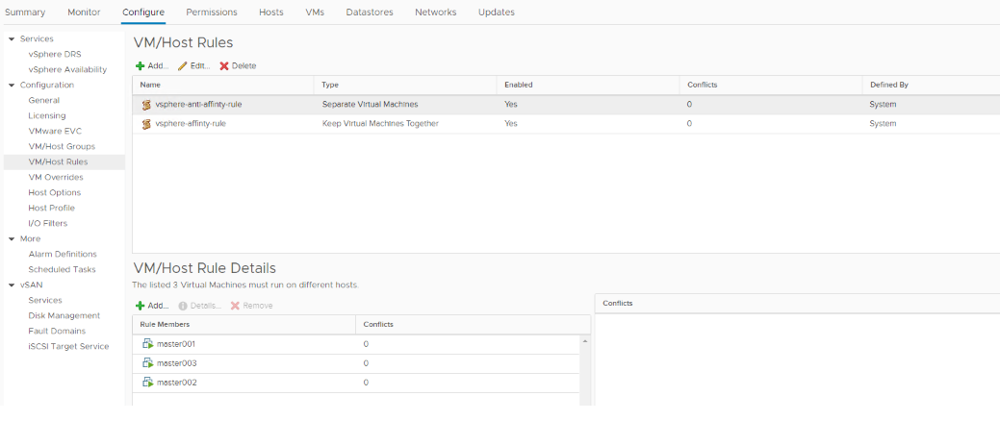 Summary Monitor Configure Permissions Hosts VMs Datastores Networks Updates
Services
vSphere DRS
vSphere Availability
Configuration
General
Licensing
VMware EVC
VM/Host Groups
VM/Host Rules
VM Overrides
Host Options
Host Profile
I/O Filters
More
Alarm Definitions
Scheduled Tasks
vSAN
Services
Disk Management
Fault Domains
iSCSI Target Service
VM/Host Rules
Add... Edit... Delete
Name Type Enabled Conflicts Defined By
vsphere-anti-affinty-rule Separate Virtual Machines Yes 0 System
vsphere-affinty-rule Keep Virtual Machines Together Yes 0 System
VM/Host Rule Details
The listed 3 Virtual Machines must run on different hosts.
Add... Details... Remove
Rule Members Conflicts
master001 0
master003 0
master002 0
Conflicts